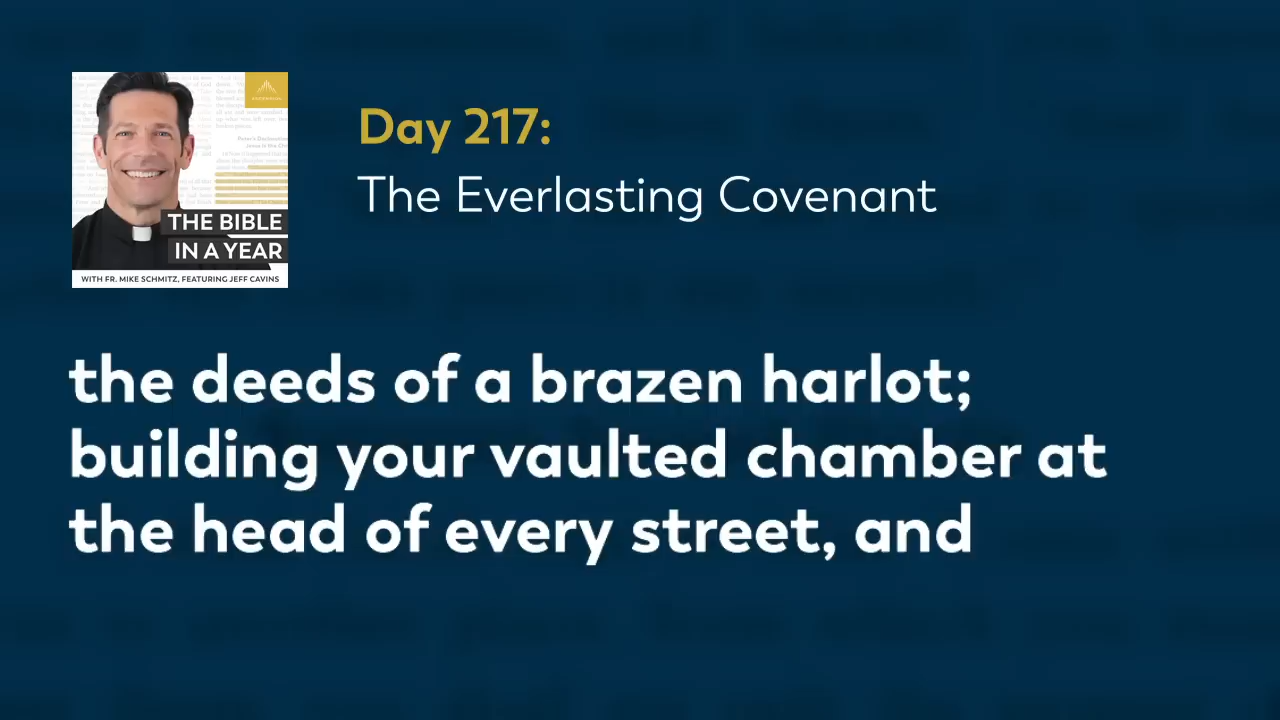 Day 217:
The Everlasting Covenant
THE BIBLE
IN A YEAR
WITH FR. MIKE SCHMITZ, FEATURING JEFF CAVINS
the deeds of a brazen harlot;
building your vaulted chamber at
the head of every street, and